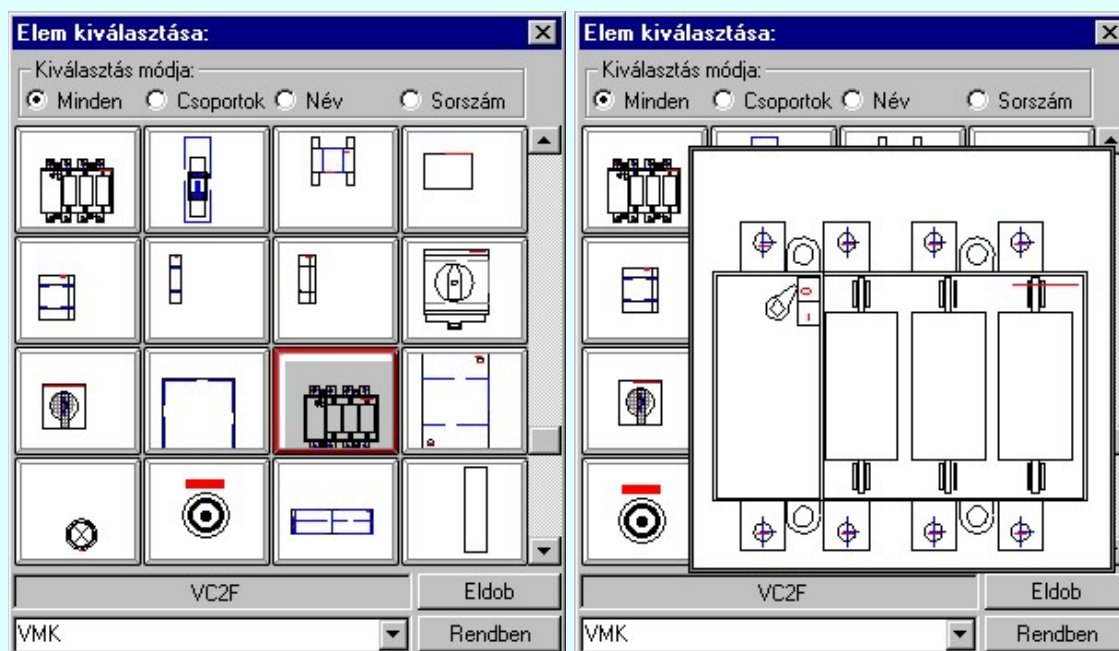 Elem kiválasztása:
Kiválasztás módja:
Minden Csoportok Név Sorszám
VC2F Eldob
VMK Rendben
Elem kiválasztása:
Kiválasztás módja:
Minden Csoportok Név Sorszám
VC2F Eldob
VMK Rendben